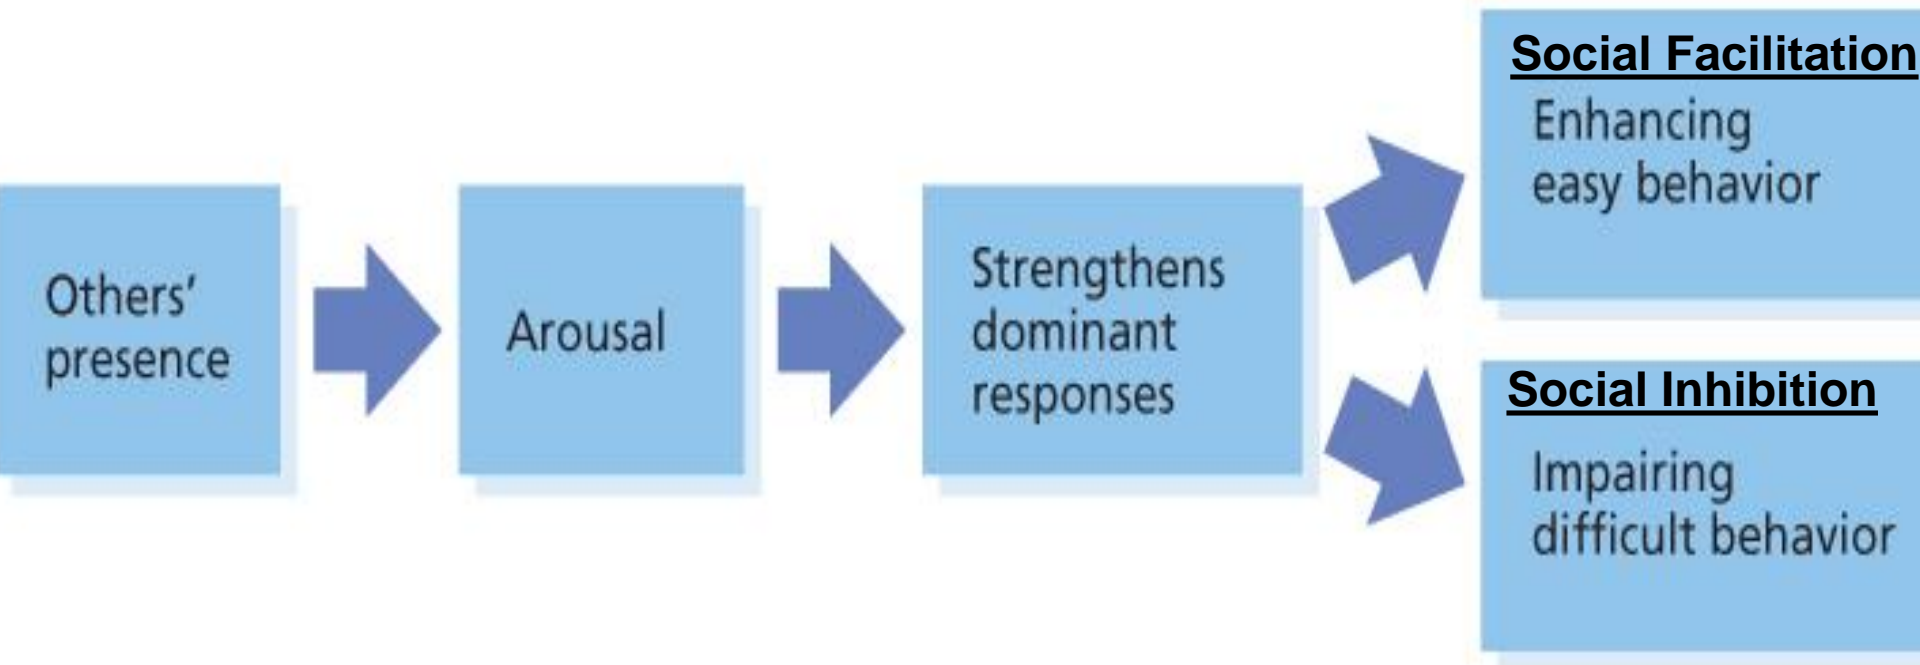 Others'
presence
Arousal
Strengthens
dominant
responses
Social Facilitation
Enhancing
easy behavior
Social Inhibition
Impairing
difficult behavior